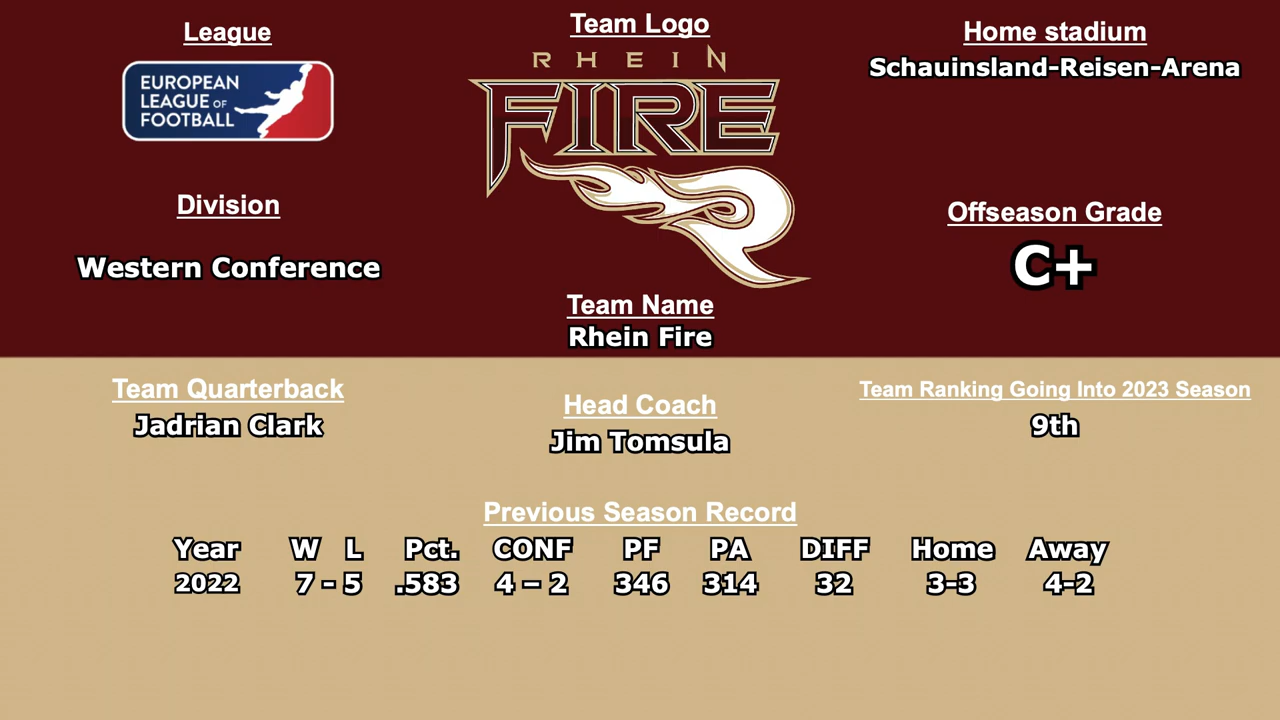 League
EUROPEAN
LEAGUE OF
FOOTBALL
Team Logo
RHEIN
FIRE
Home stadium
Schauinsland-Reisen-Arena
Division
Western Conference
Offseason Grade
C+
Team Name
Rhein Fire
Team Quarterback
Jadrian Clark
Head Coach
Jim Tomsula
Team Ranking Going Into 2023 Season
9th
Previous Season Record
Year W L Pct. CONF PF PA DIFF Home Away
2022 7 - 5 .583 4 – 2 346 314 32 3-3 4-2